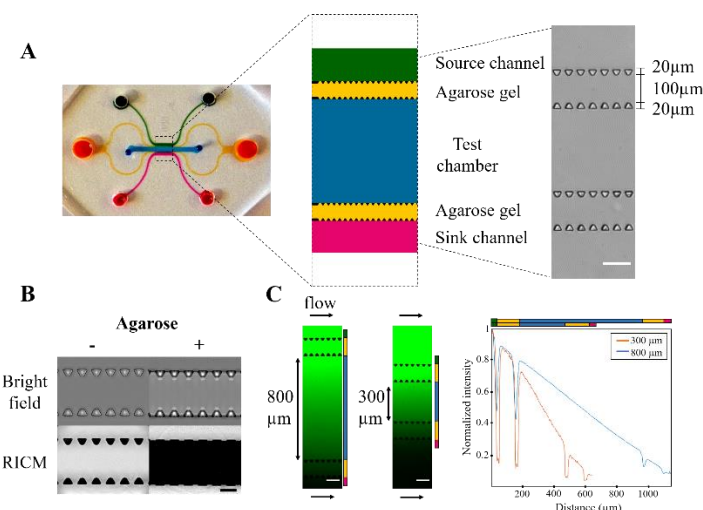 A
Source channel
Agarose gel
Test
chamber
Agarose gel
Sink channel
20µm
100µm
20µm
B
Agarose
-
+
Bright
field
RICM
C
flow
800
µm
300
µm
Normalized intensity
1
0.8
0.6
0.4
0.2
300 µm
800 µm
200
400
600
800
1000
Distance (µm)